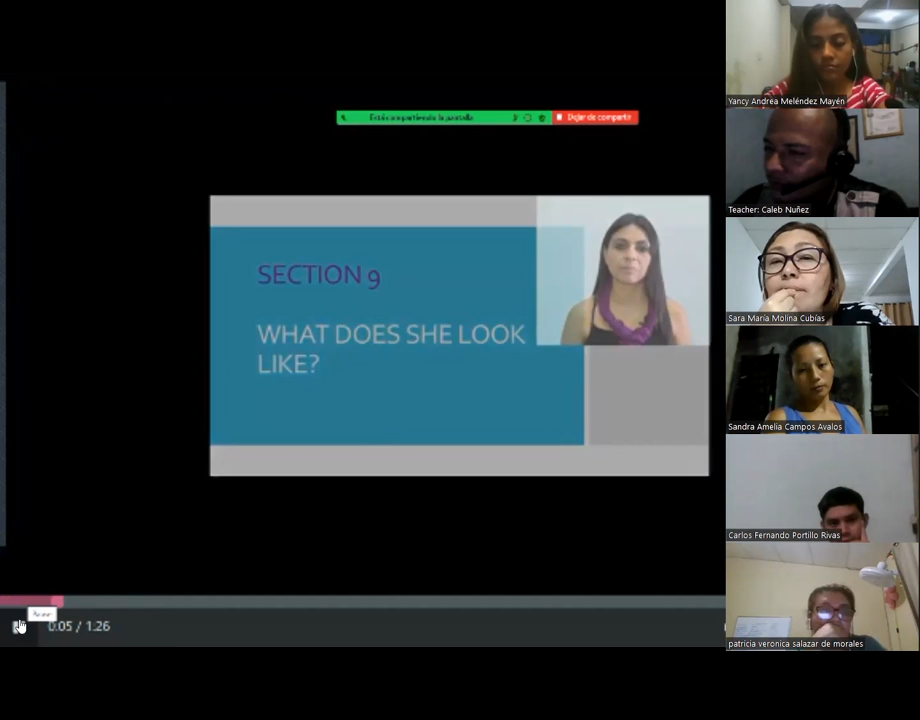 Estás compartiendo la pantalla
Dejar de compartir
SECTION 9
WHAT DOES SHE LOOK
LIKE?
0:05 / 1:26
Yancy Andrea Meléndez Mayén
Teacher: Caleb Nuñez
Sara María Molina Cubías
Sandra Amelia Campos Avalos
Carlos Fernando Portillo Rivas
patricia veronica salazar de morales